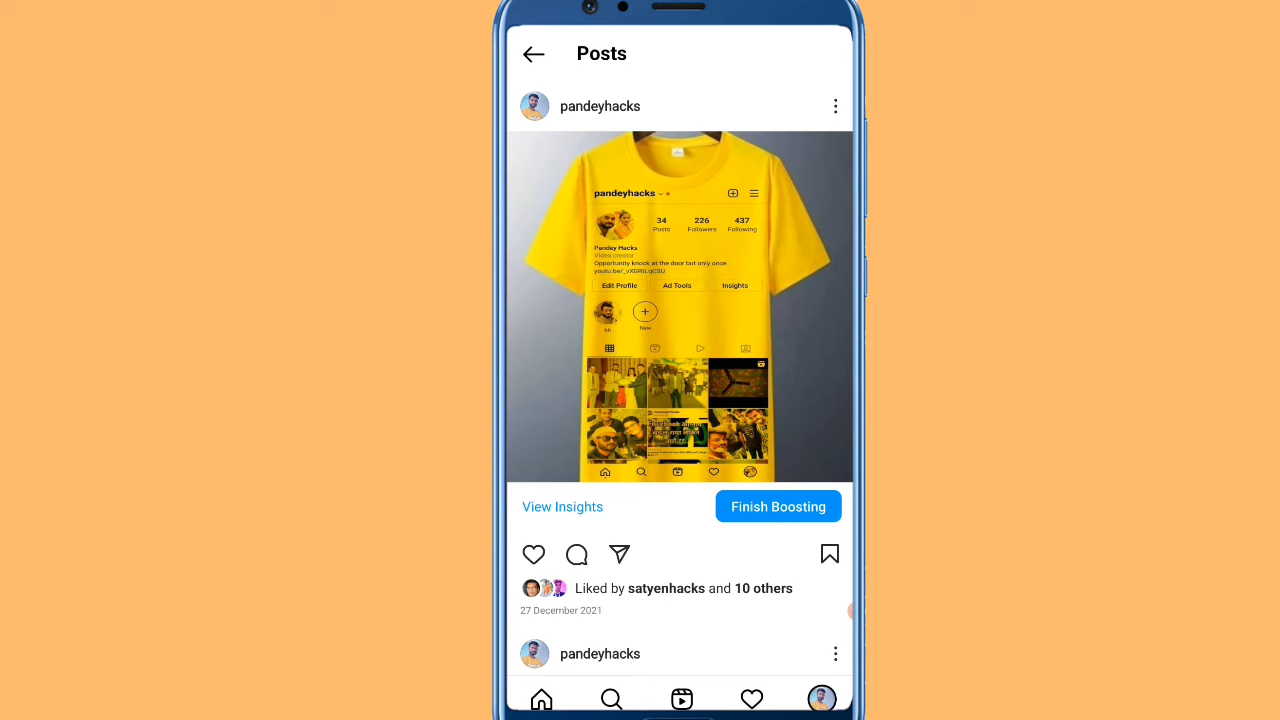 Posts
pandeyhacks
pandeyhacks
34 226 437
Posts Followers Following
Pandey Hacks
Video creator
Opportunity knock at the door but only once
Edit Profile Ad Tools Insights
hh New
View Insights Finish Boosting
Liked by satyenhacks and 10 others
27 December 2021
pandeyhacks